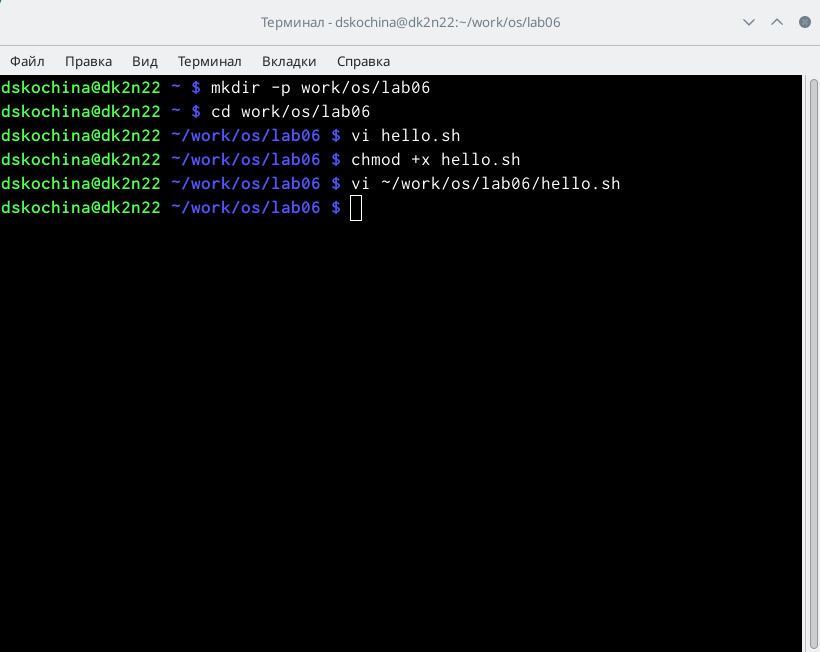 Терминал - dskochina@dk2n22:~/work/os/lab06
Файл Правка Вид Терминал Вкладки Справка
dskochina@dk2n22 ~ $ mkdir -p work/os/lab06
dskochina@dk2n22 ~ $ cd work/os/lab06
dskochina@dk2n22 ~/work/os/lab06 $ vi hello.sh
dskochina@dk2n22 ~/work/os/lab06 $ chmod +x hello.sh
dskochina@dk2n22 ~/work/os/lab06 $ vi ~/work/os/lab06/hello.sh
dskochina@dk2n22 ~/work/os/lab06 $